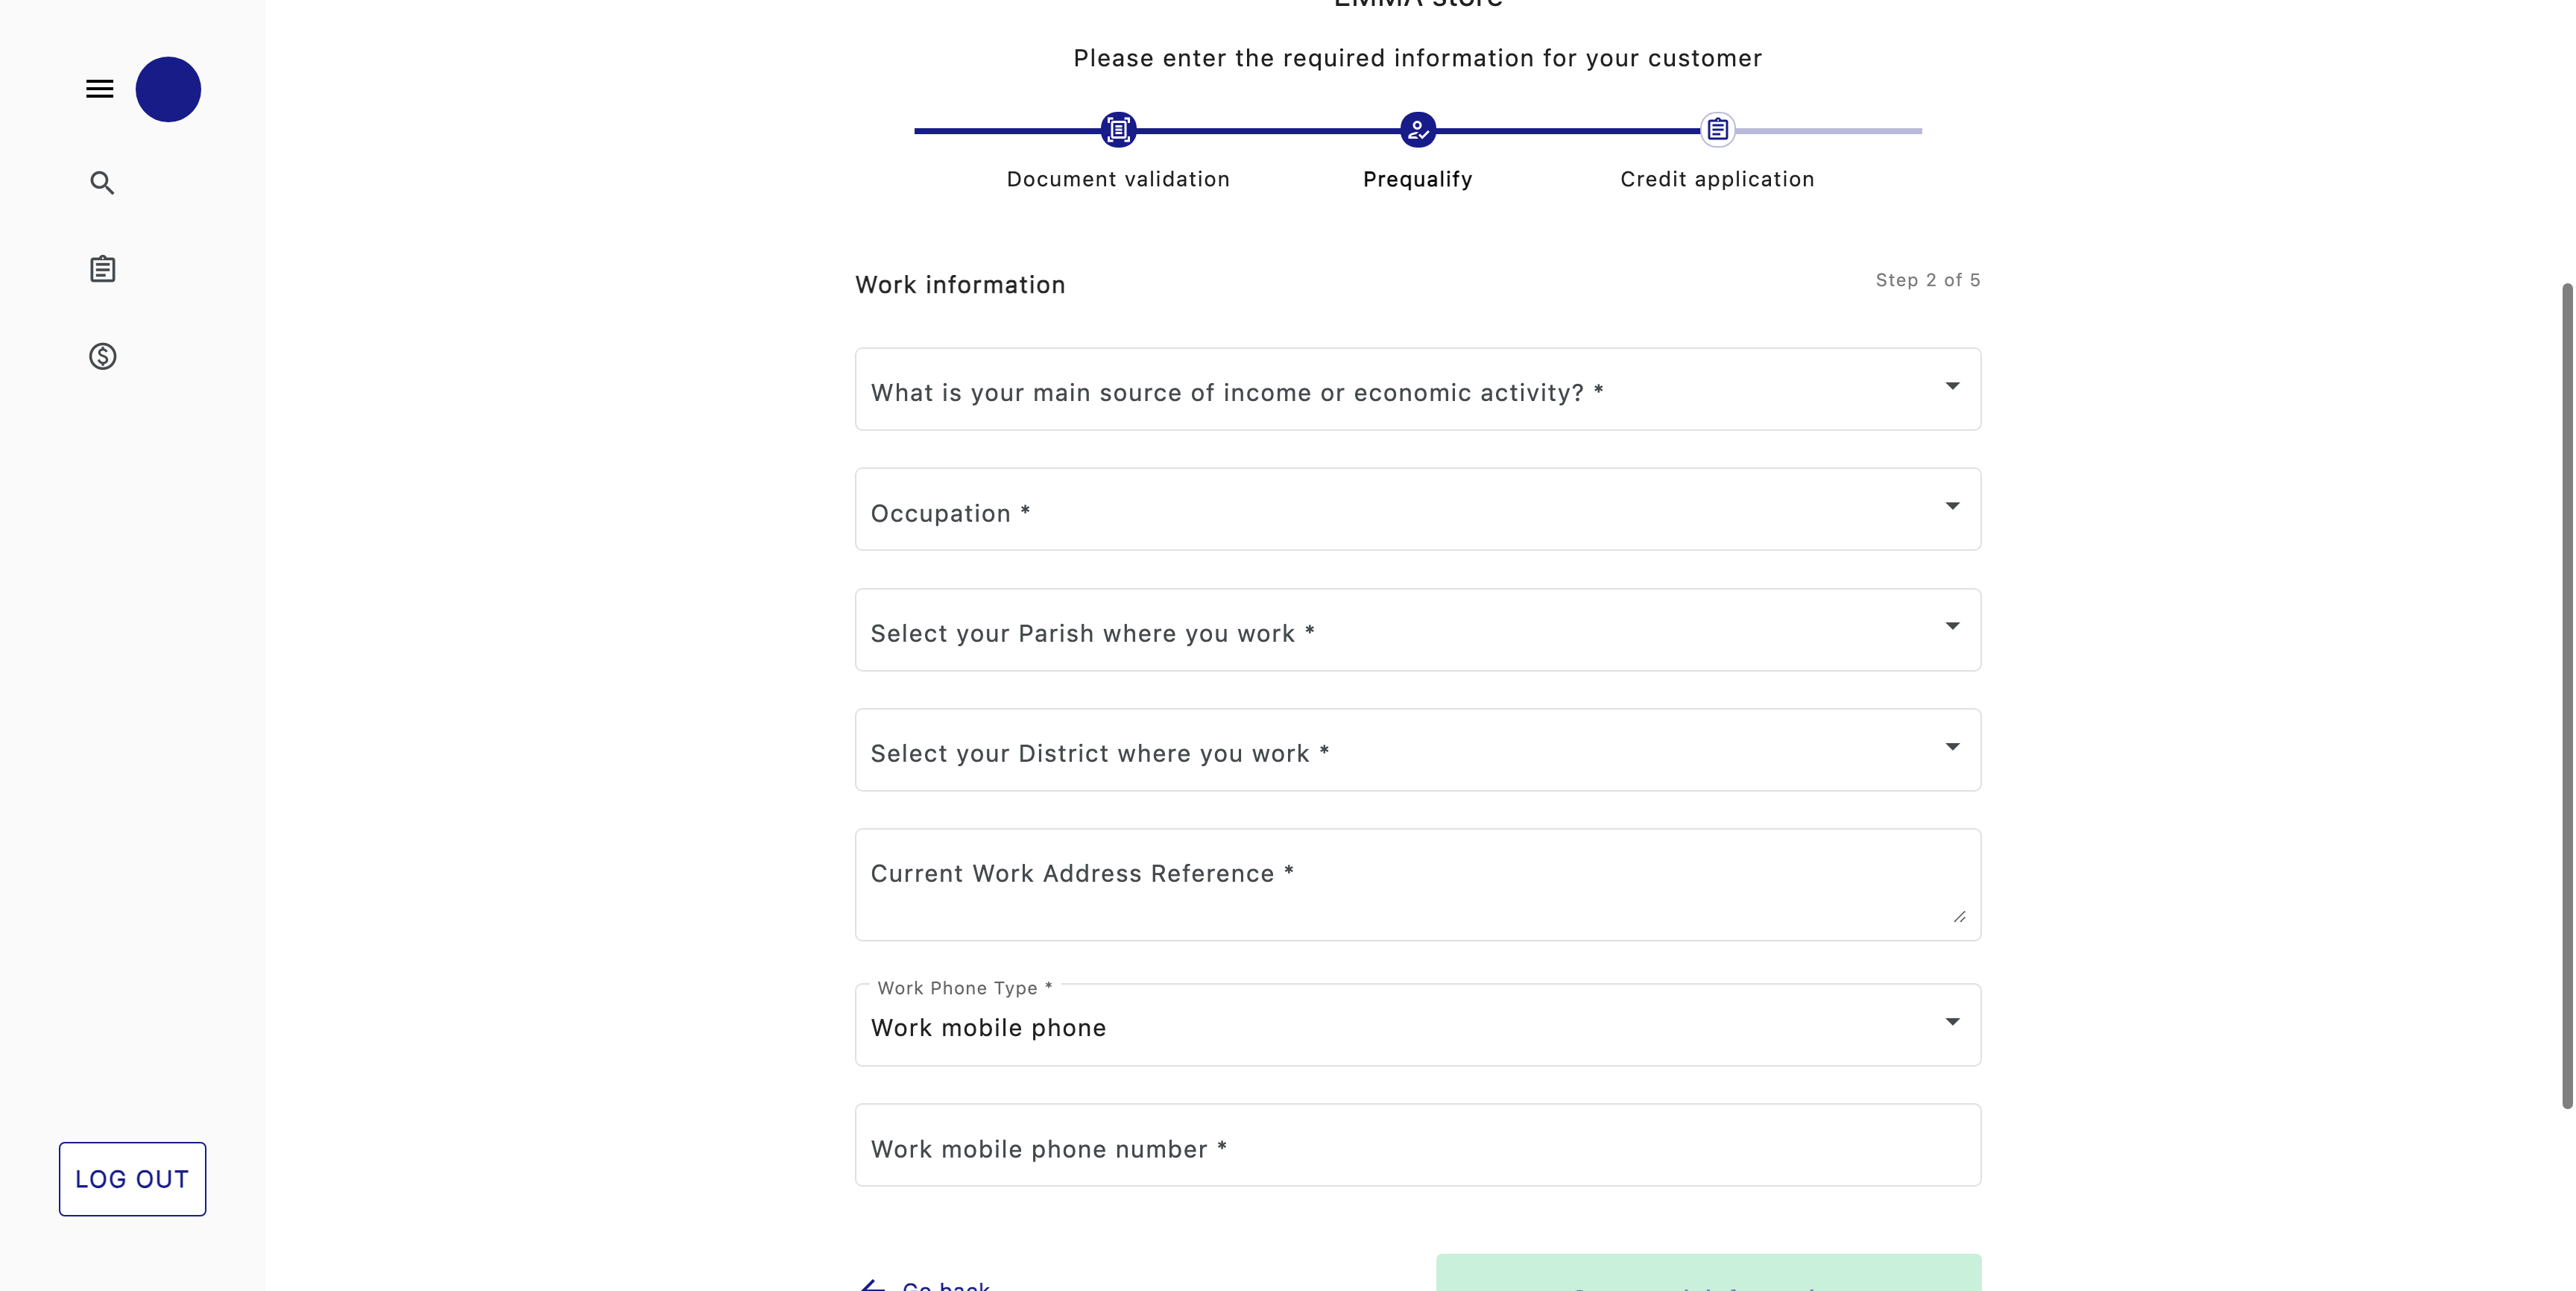 EMMA store
Please enter the required information for your customer
Document validation
Prequalify
Credit application
Work information
Step 2 of 5
What is your main source of income or economic activity? *
Occupation *
Select your Parish where you work *
Select your District where you work *
Current Work Address Reference *
Work Phone Type *
Work mobile phone
Work mobile phone number *
LOG OUT
Go back